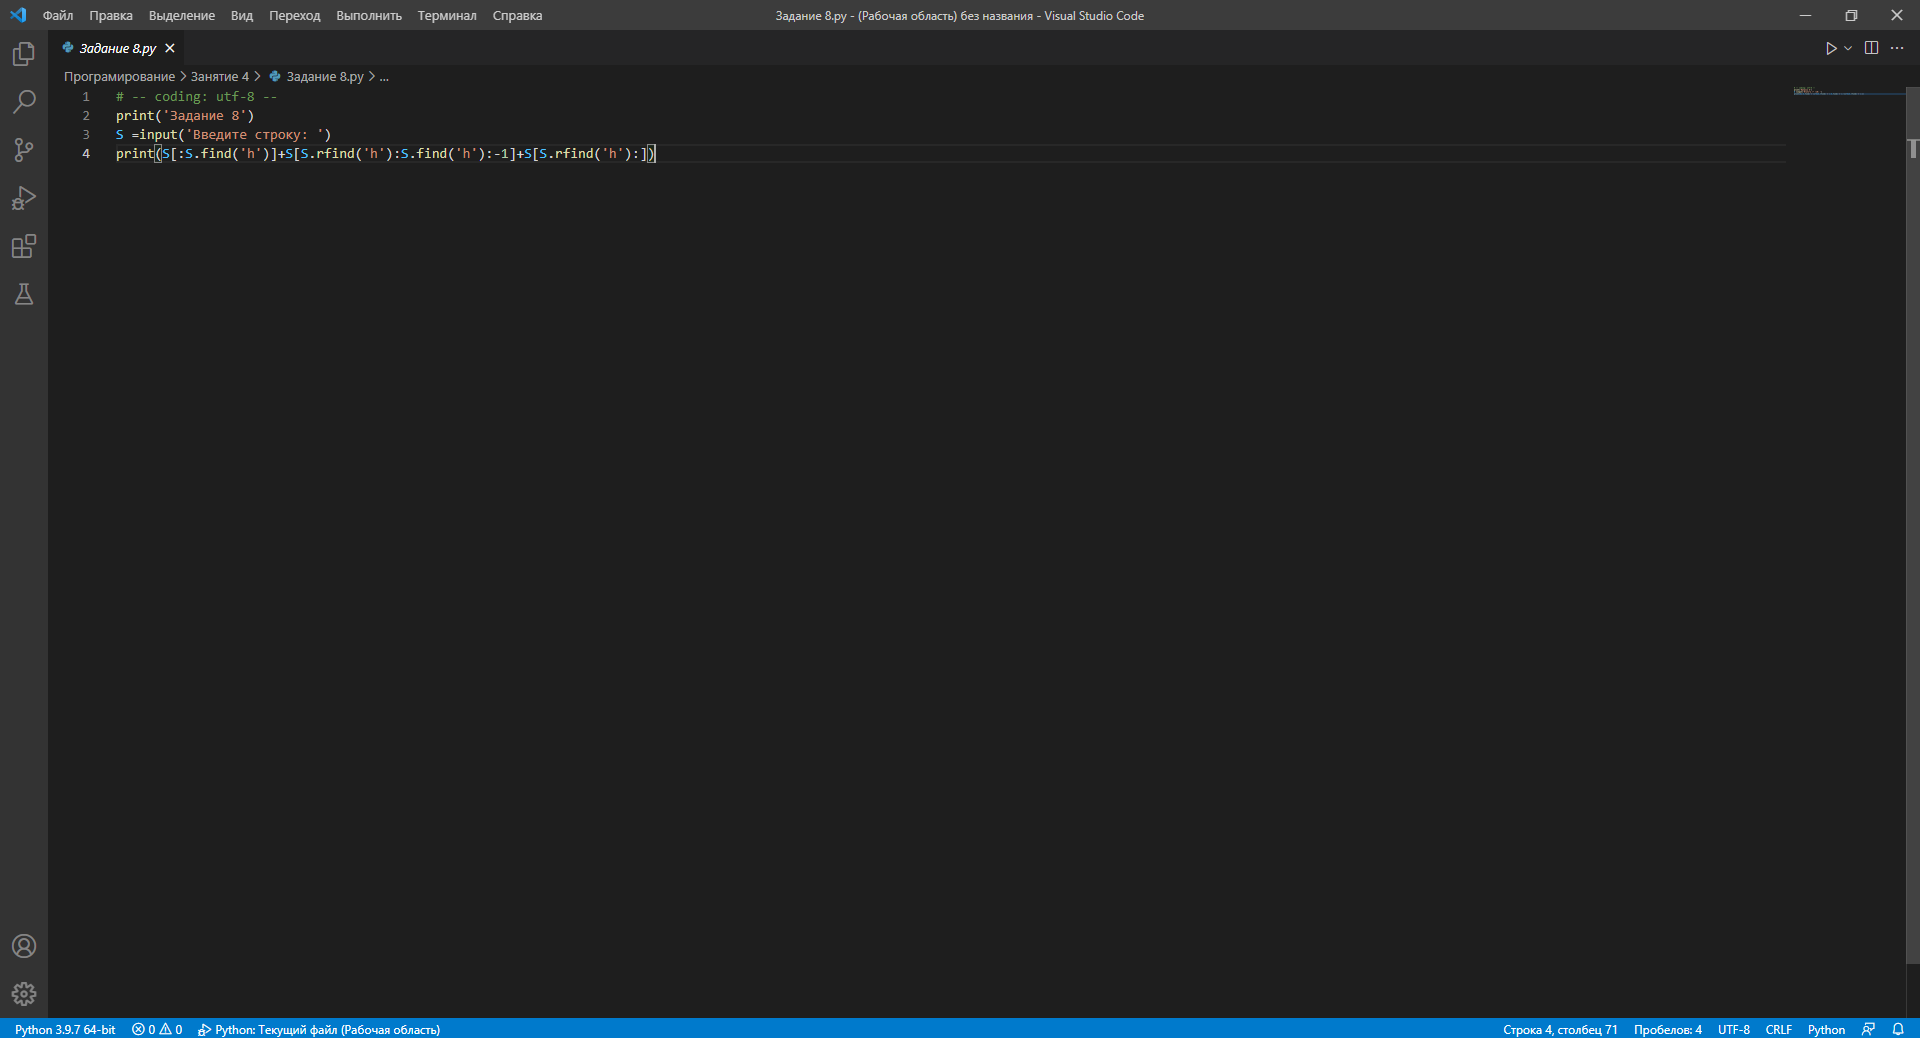 Файл Правка Выделение Вид Переход Выполнить Терминал Справка
Задание 8.py - (Рабочая область) без названия - Visual Studio Code
Задание 8.py
Програмирование > Занятие 4 > Задание 8.py > ...
1 # -- coding: utf-8 --
2 print('Задание 8')
3 S =input('Введите строку: ')
4 print(S[:S.find('h')]+S[S.rfind('h'):S.find('h'):-1]+S[S.rfind('h'):])
Python 3.9.7 64-bit 0 0 Python: Текущий файл (Рабочая область) Строка 4, столбец 71 Пробелов: 4 UTF-8 CRLF Python